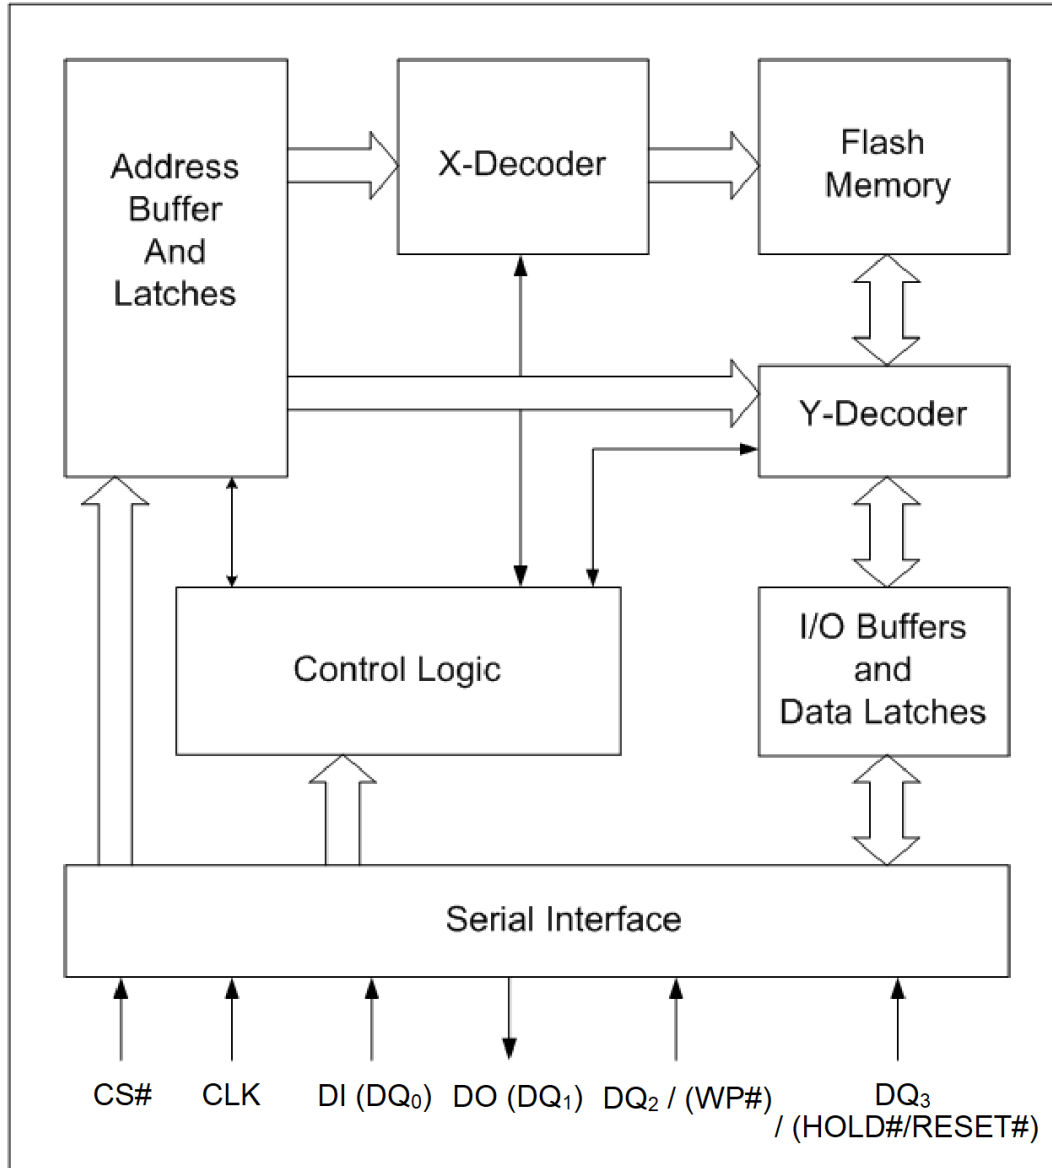 Address
Buffer
And
Latches
X-Decoder
Flash
Memory
Y-Decoder
Control Logic
I/O Buffers
and
Data Latches
Serial Interface
CS#
CLK
DI (DQ₀)
DO (DQ₁)
DQ₂ / (WP#)
DQ₃
/ (HOLD#/RESET#)